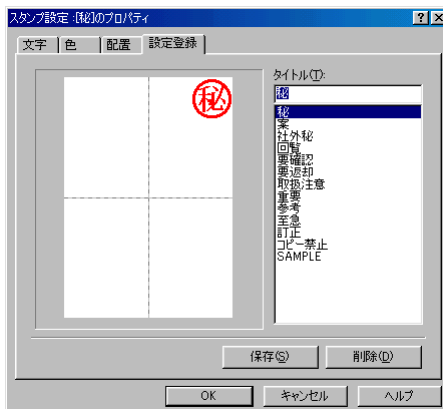 スタンプ設定:[秘]のプロパティ
文字 色 配置 設定登録
タイトル(T):
秘
秘
秘
案
社外秘
回覧
要確認
要返却
取扱注意
重要
参考
至急
訂正
コピー禁止
SAMPLE
保存(S) 削除(D)
OK キャンセル ヘルプ